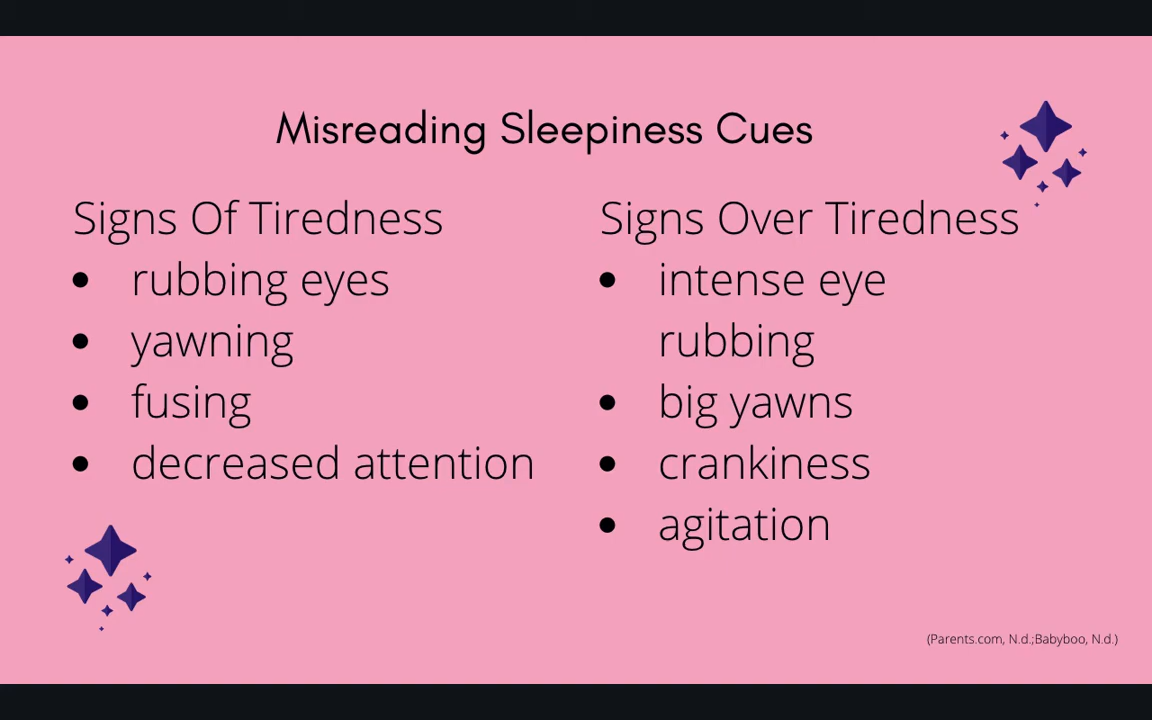 Misreading Sleepiness Cues
Signs Of Tiredness
• rubbing eyes
• yawning
• fusing
• decreased attention
Signs Over Tiredness
• intense eye
rubbing
• big yawns
• crankiness
• agitation
(Parents.com, N.d.;Babyboo, N.d.)